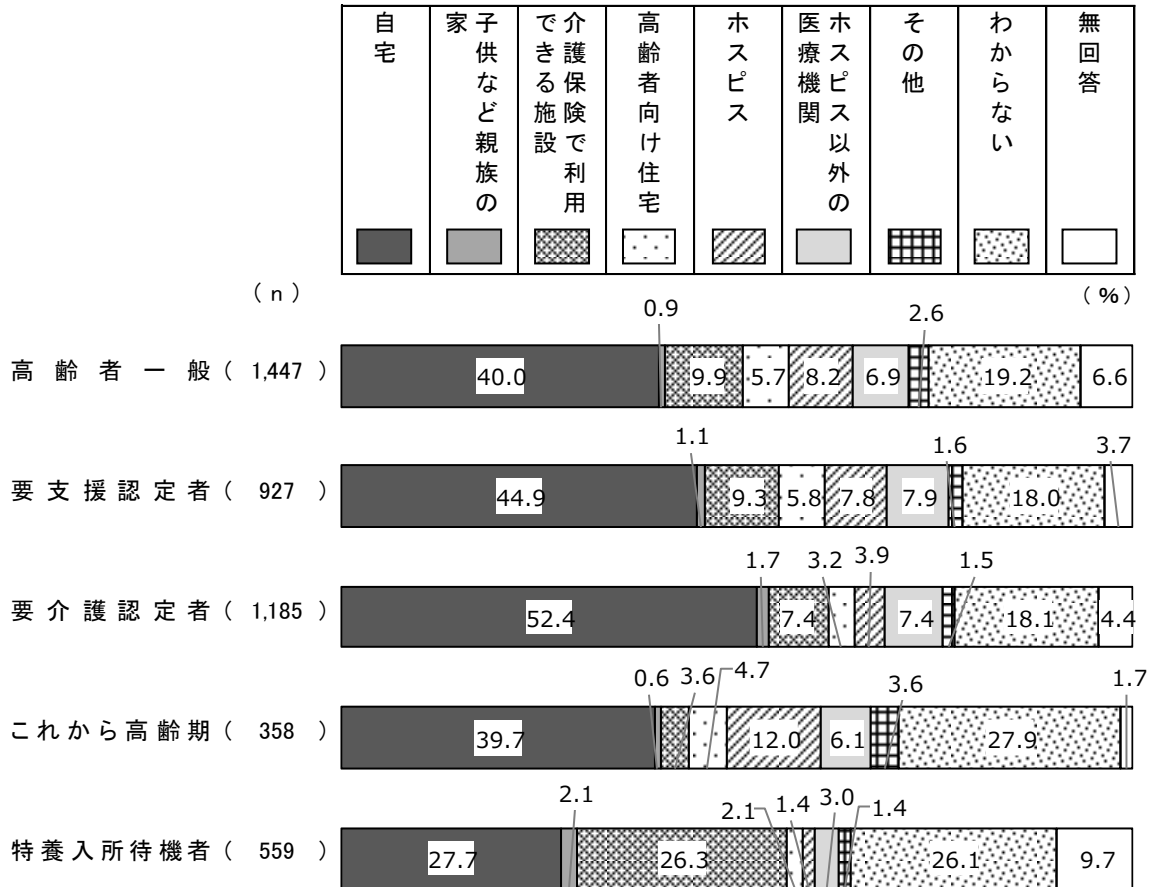 自宅
子供など親族の
家
介護保険で利用
できる施設
高齢者向け住宅
ホスピス
ホスピス以外の
医療機関
その他
わからない
無回答
(n)
(%)
0.9
2.6
高齢者一般(1,447)
40.0
9.9
5.7
8.2
6.9
19.2
6.6
1.1
1.6
3.7
要支援認定者(927)
44.9
9.3
5.8
7.8
7.9
18.0
1.7
3.2
3.9
1.5
要介護認定者(1,185)
52.4
7.4
7.4
18.1
4.4
0.6
3.6
4.7
3.6
1.7
これから高齢期(358)
39.7
12.0
6.1
27.9
2.1
2.1
1.4
3.0
1.4
特養入所待機者(559)
27.7
26.3
26.1
9.7